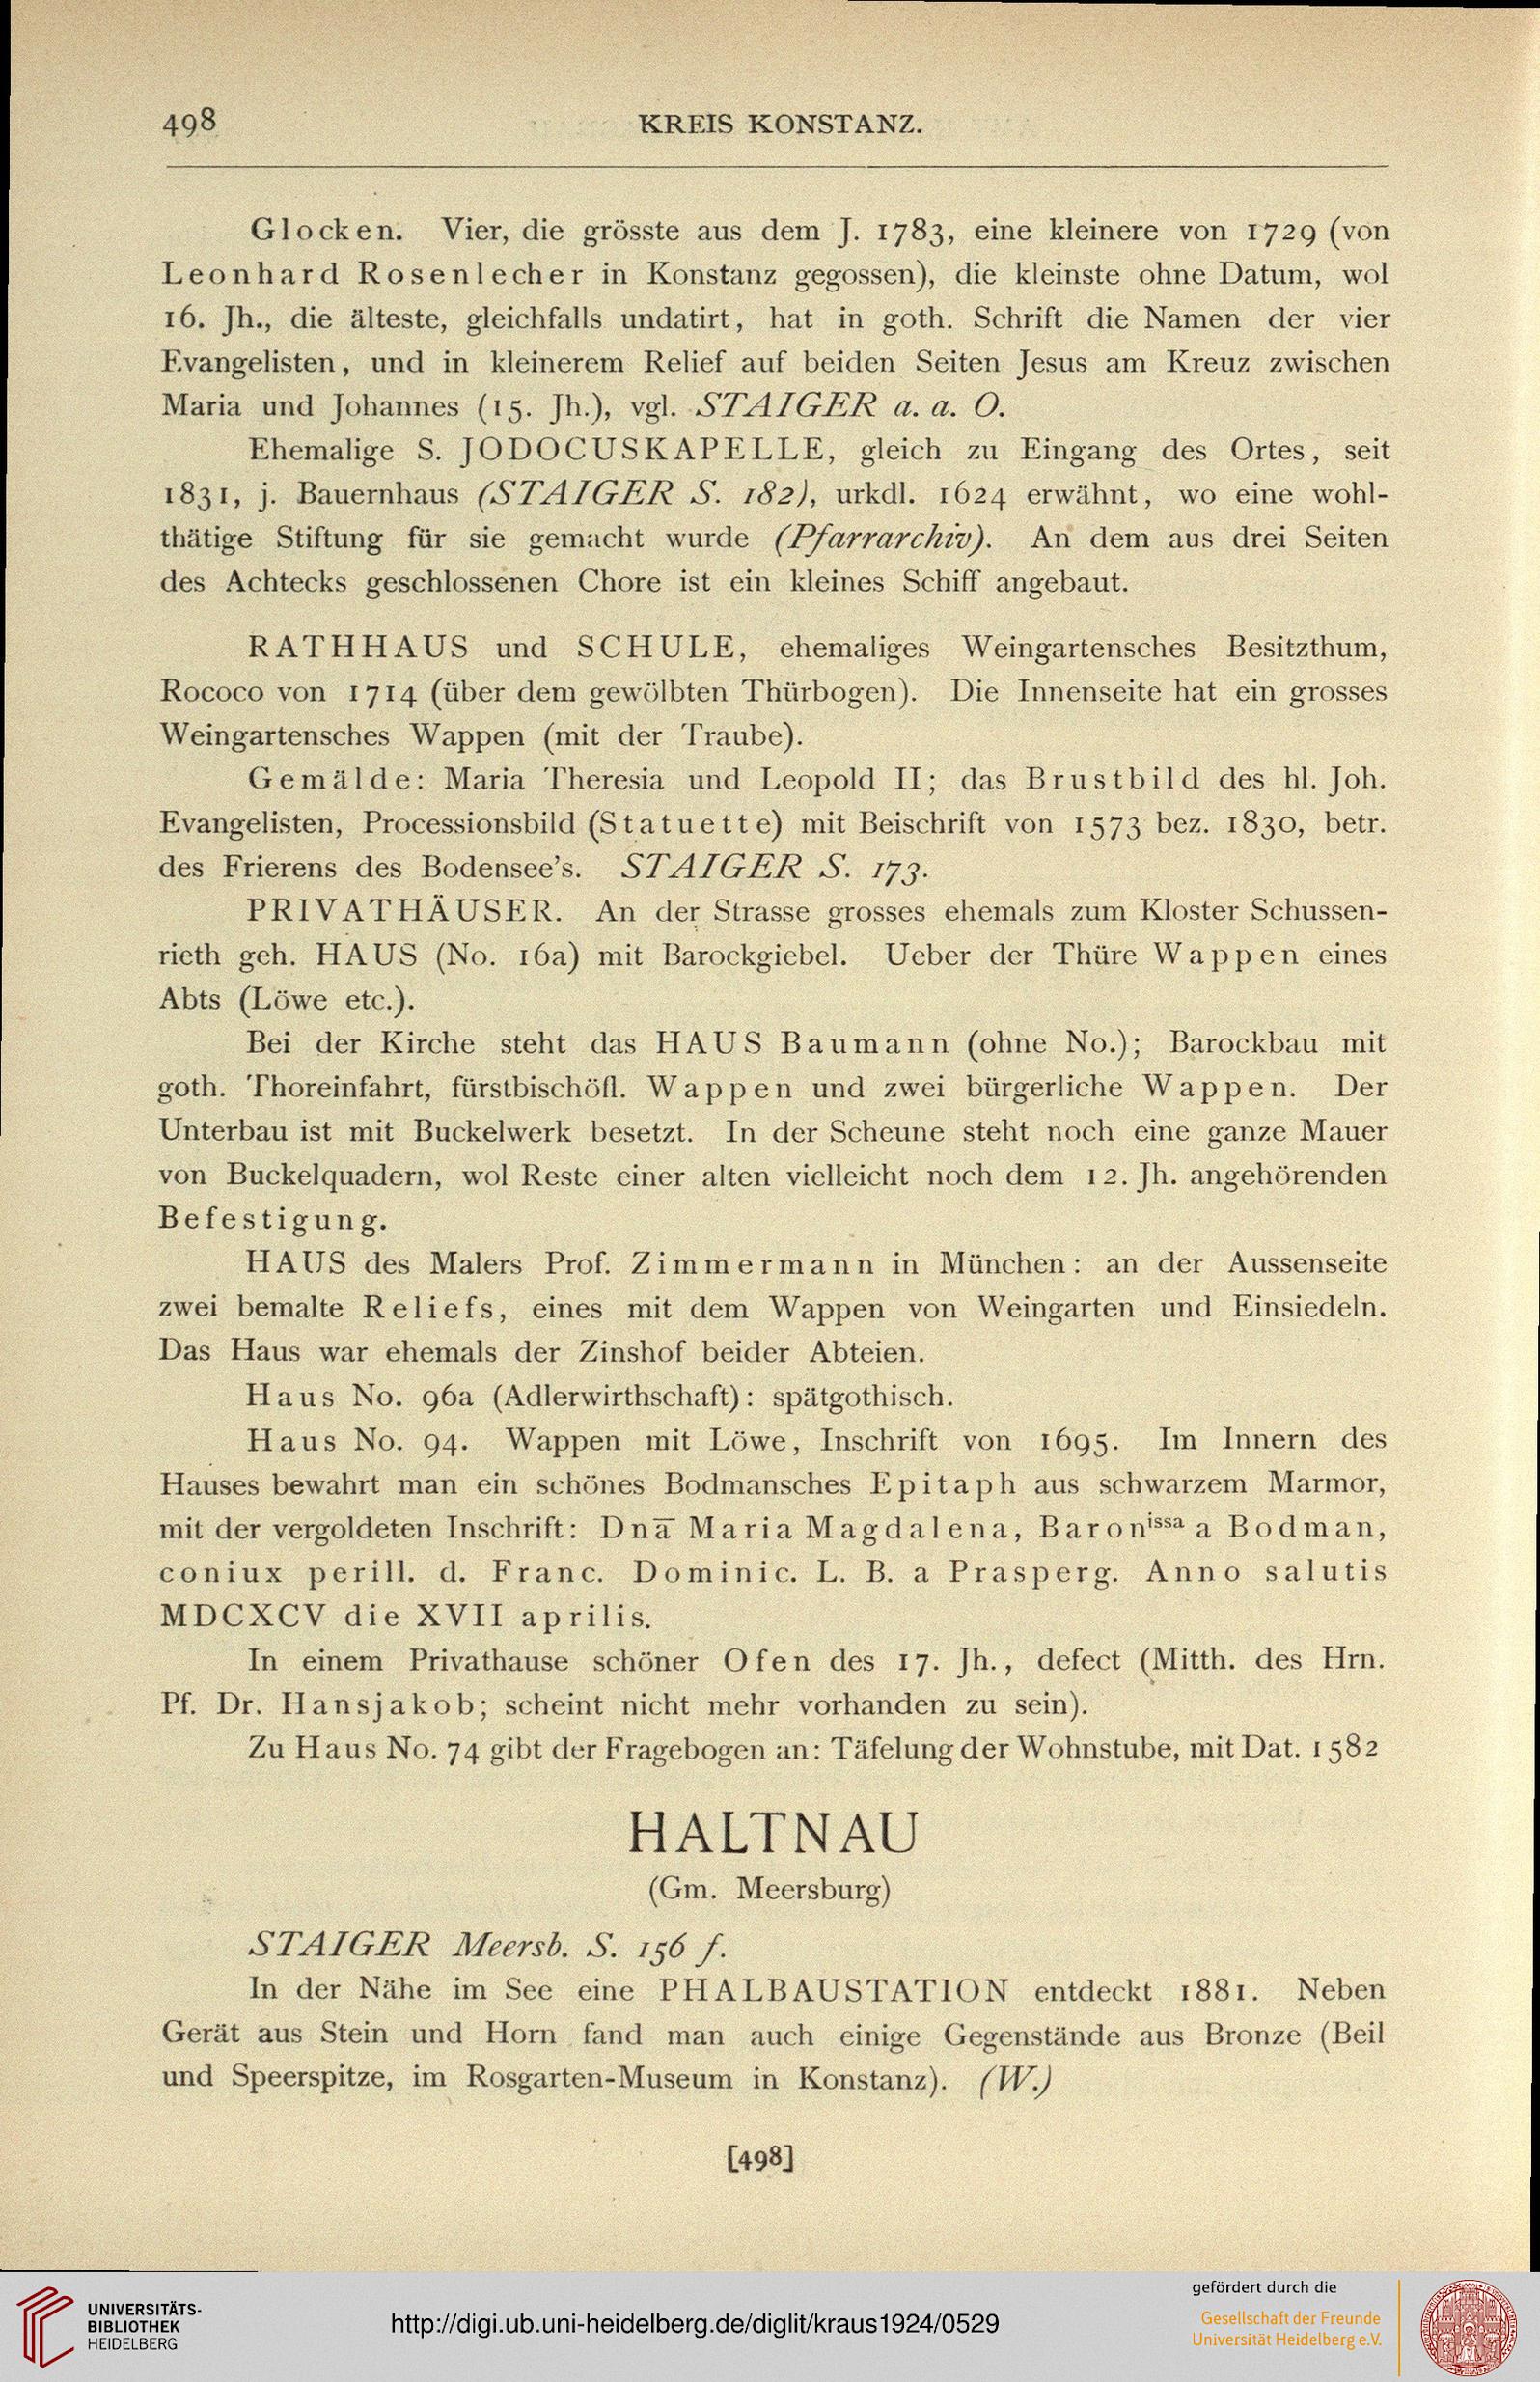 498
KREIS KONSTANZ.
Glocken. Vier, die grösste aus dem J. 1783, eine kleinere von 1729 (von
Leonhard Rosenlecher in Konstanz gegossen), die kleinste ohne Datum, wol
16. Jh., die älteste, gleichfalls undatirt, hat in goth. Schrift die Namen der vier
Evangelisten, und in kleinerem Relief auf beiden Seiten Jesus am Kreuz zwischen
Maria und Johannes (15. Jh.), vgl. STAIGER a. a. O.
Ehemalige S. JODOCUSKAPELLE, gleich zu Eingang des Ortes, seit
1831, j. Bauernhaus (STAIGER S. 182), urkdl. 1624 erwähnt, wo eine wohl-
thätige Stiftung für sie gemacht wurde (Pfarrarchiv). An dem aus drei Seiten
des Achtecks geschlossenen Chore ist ein kleines Schiff angebaut.
RATHHAUS und SCHULE, ehemaliges Weingartensches Besitzthum,
Rococo von 1714 (über dem gewölbten Thürbogen). Die Innenseite hat ein grosses
Weingartensches Wappen (mit der Traube).
Gemälde: Maria Theresia und Leopold II; das Brustbild des hl. Joh.
Evangelisten, Processionsbild (Statuette) mit Beischrift von 1573 bez. 1830, betr.
des Frierens des Bodensee's. STAIGER S. 173.
PRIVATHÄUSER. An der Strasse grosses ehemals zum Kloster Schussen-
rieth geh. HAUS (No. 16a) mit Barockgiebel. Ueber der Thüre Wappen eines
Abts (Löwe etc.).
Bei der Kirche steht das HAUS Baumann (ohne No.); Barockbau mit
goth. Thoreinfahrt, fürstbischöfl. Wappen und zwei bürgerliche Wappen. Der
Unterbau ist mit Buckelwerk besetzt. In der Scheune steht noch eine ganze Mauer
von Buckelquadern, wol Reste einer alten vielleicht noch dem 12. Jh. angehörenden
Befestigung.
HAUS des Malers Prof. Zimmermann in München: an der Aussenseite
zwei bemalte Reliefs, eines mit dem Wappen von Weingarten und Einsiedeln.
Das Haus war ehemals der Zinshof beider Abteien.
Haus No. 96a (Adlerwirthschaft): spätgothisch.
Haus No. 94. Wappen mit Löwe, Inschrift von 1695. Im Innern des
Hauses bewahrt man ein schönes Bodmansches Epitaph aus schwarzem Marmor,
mit der vergoldeten Inschrift: Dnā Maria Magdalena, Baronissa a Bodman,
coniux perill. d. Franc. Dominic. L. B. a Prasperg. Anno salutis
MDCXCV die XVII aprilis.
In einem Privathause schöner Ofen des 17. Jh., defect (Mitth. des Hrn.
Pf. Dr. Hansjakob; scheint nicht mehr vorhanden zu sein).
Zu Haus No. 74 gibt der Fragebogen an: Täfelung der Wohnstube, mit Dat. 1582
HALTNAU
(Gm. Meersburg)
STAIGER Meersb. S. 156 f.
In der Nähe im See eine PHALBAUSTATION entdeckt 1881. Neben
Gerät aus Stein und Horn fand man auch einige Gegenstände aus Bronze (Beil
und Speerspitze, im Rosgarten-Museum in Konstanz). (W.)
[498]
UNIVERSITÄTS-
BIBLIOTHEK
HEIDELBERG
http://digi.ub.uni-heidelberg.de/diglit/kraus1924/0529
gefördert durch die
Gesellschaft der Freunde
Universität Heidelberg e.V.